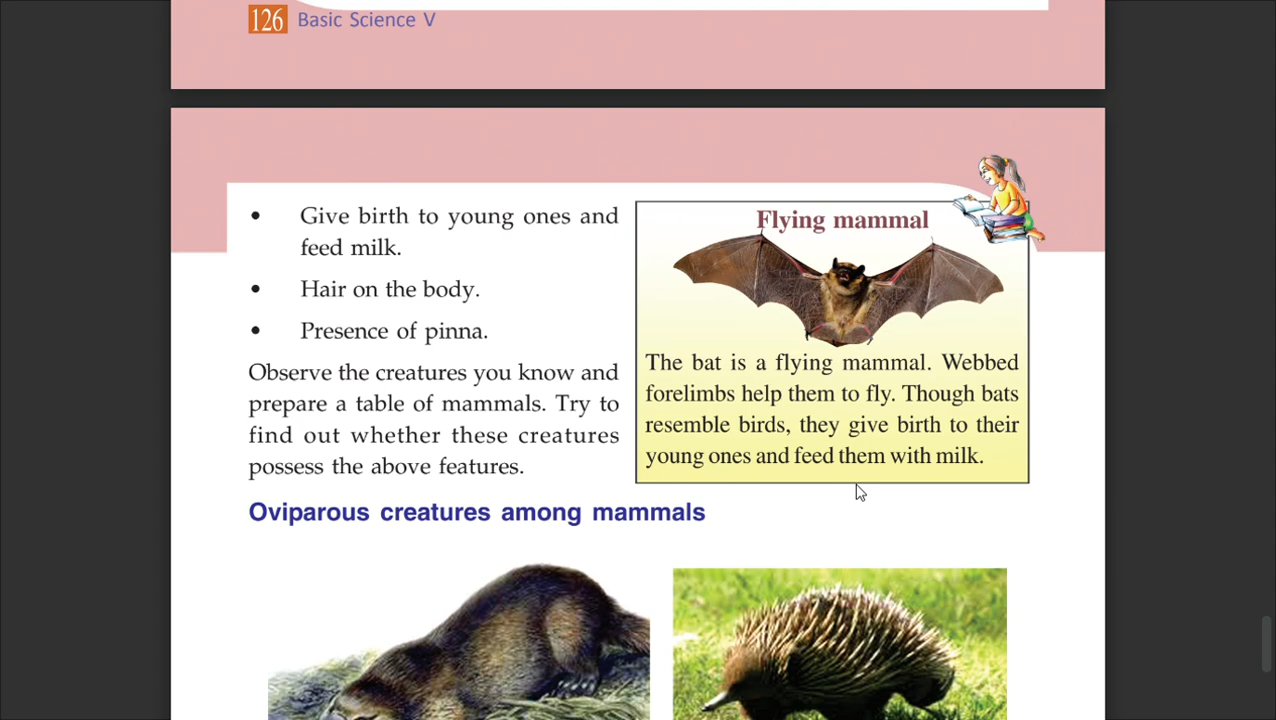 126 Basic Science V
• Give birth to young ones and
feed milk.
• Hair on the body.
• Presence of pinna.
Observe the creatures you know and
prepare a table of mammals. Try to
find out whether these creatures
possess the above features.
Flying mammal
The bat is a flying mammal. Webbed
forelimbs help them to fly. Though bats
resemble birds, they give birth to their
young ones and feed them with milk.
Oviparous creatures among mammals